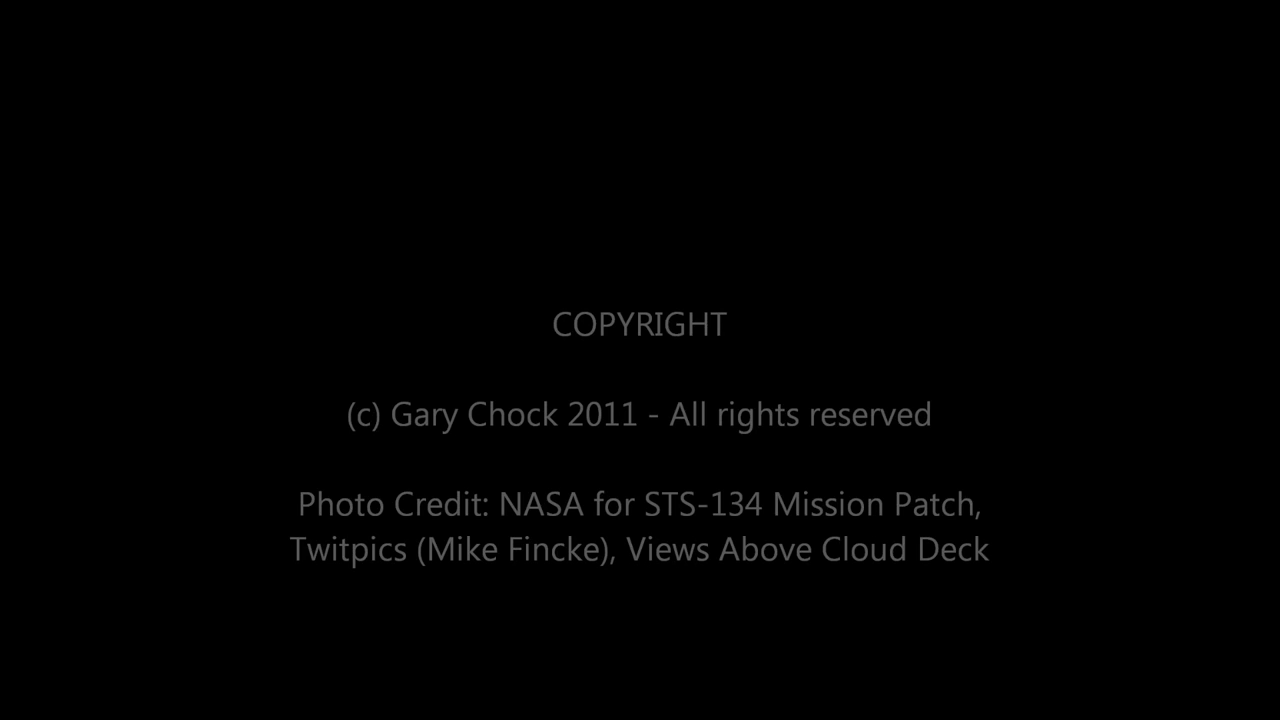 COPYRIGHT
(c) Gary Chock 2011 - All rights reserved
Photo Credit: NASA for STS-134 Mission Patch,
Twitpics (Mike Fincke), Views Above Cloud Deck